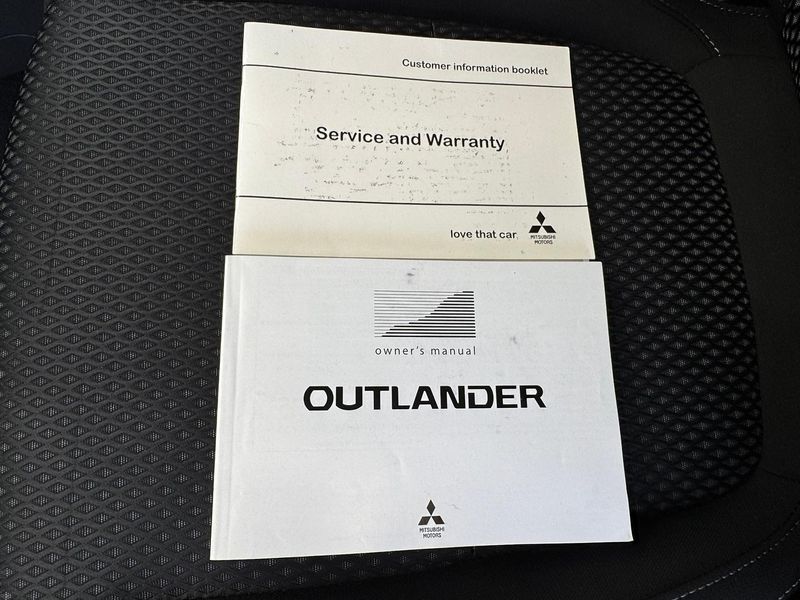 Customer information booklet
Service and Warranty
love that car.
MITSUBISHI
MOTORS
owner's manual
OUTLANDER
MITSUBISHI
MOTORS